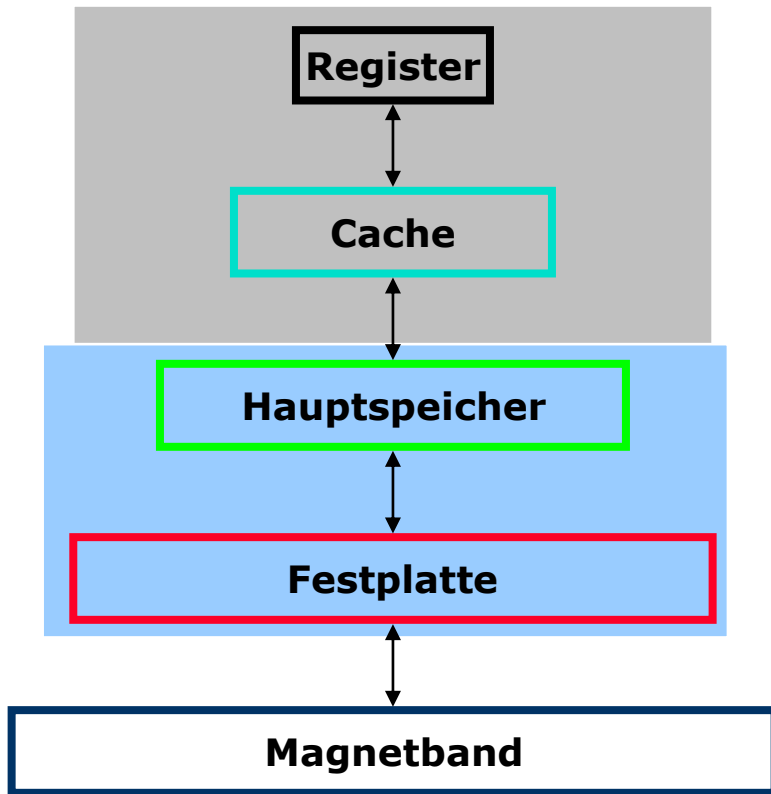 Register
Cache
Hauptspeicher
Festplatte
Magnetband